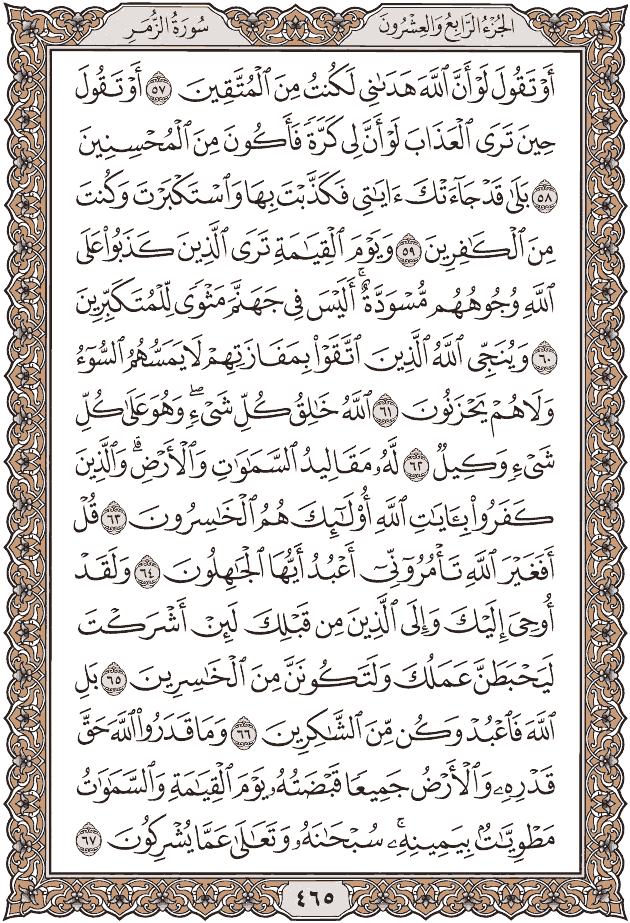 الجُزْءُ الرَّابِعُ وَالعِشْرُونَ
سُورَةُ الزُّمَرِ
أَوْ تَقُولَ لَوْ أَنَّ ٱللَّهَ هَدَىٰنِى لَكُنتُ مِنَ ٱلْمُتَّقِينَ ٥٧ أَوْ تَقُولَ
حِينَ تَرَى ٱلْعَذَابَ لَوْ أَنَّ لِى كَرَّةً فَأَكُونَ مِنَ ٱلْمُحْسِنِينَ
٥٨ بَلَىٰ قَدْ جَآءَتْكَ ءَايَٰتِى فَكَذَّبْتَ بِهَا وَٱسْتَكْبَرْتَ وَكُنتَ
مِنَ ٱلْكَٰفِرِينَ ٥٩ وَيَوْمَ ٱلْقِيَٰمَةِ تَرَى ٱلَّذِينَ كَذَبُوا۟ عَلَى
ٱللَّهِ وُجُوهُهُم مُّسْوَدَّةٌ ۚ أَلَيْسَ فِى جَهَنَّمَ مَثْوًى لِّلْمُتَكَبِّرِينَ
٦٠ وَيُنَجِّى ٱللَّهُ ٱلَّذِينَ ٱتَّقَوْا۟ بِمَفَازَتِهِمْ لَا يَمَسُّهُمُ ٱلسُّوٓءُ
وَلَا هُمْ يَحْزَنُونَ ٦١ ٱللَّهُ خَٰلِقُ كُلِّ شَىْءٍ ۖ وَهُوَ عَلَىٰ كُلِّ
شَىْءٍ وَكِيلٌ ٦٢ لَّهُۥ مَقَالِيدُ ٱلسَّمَٰوَٰتِ وَٱلْأَرْضِ ۗ وَٱلَّذِينَ
كَفَرُوا۟ بِـَٔايَٰتِ ٱللَّهِ أُو۟لَٰٓئِكَ هُمُ ٱلْخَٰسِرُونَ ٦٣ قُلْ
أَفَغَيْرَ ٱللَّهِ تَأْمُرُوٓنِّىٓ أَعْبُدُ أَيُّهَا ٱلْجَٰهِلُونَ ٦٤ وَلَقَدْ
أُوحِىَ إِلَيْكَ وَإِلَى ٱلَّذِينَ مِن قَبْلِكَ لَئِنْ أَشْرَكْتَ
لَيَحْبَطَنَّ عَمَلُكَ وَلَتَكُونَنَّ مِنَ ٱلْخَٰسِرِينَ ٦٥ بَلِ
ٱللَّهَ فَٱعْبُدْ وَكُن مِّنَ ٱلشَّٰكِرِينَ ٦٦ وَمَا قَدَرُوا۟ ٱللَّهَ حَقَّ
قَدْرِهِۦ وَٱلْأَرْضُ جَمِيعًا قَبْضَتُهُۥ يَوْمَ ٱلْقِيَٰمَةِ وَٱلسَّمَٰوَٰتُ
مَطْوِيَّٰتٌۢ بِيَمِينِهِۦ ۚ سُبْحَٰنَهُۥ وَتَعَٰلَىٰ عَمَّا يُشْرِكُونَ ٦٧
٤٦٥